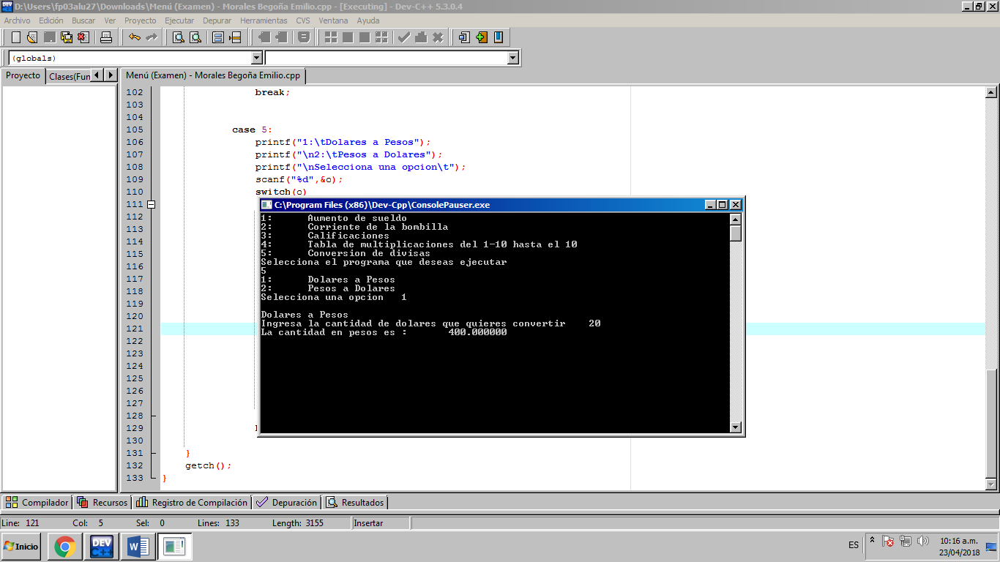 D:\Users\fp03alu27\Downloads\Menú (Examen) - Morales Begoña Emilio.cpp - [Executing] - Dev-C++ 5.3.0.4
Archivo Edición Buscar Ver Proyecto Ejecutar Depurar Herramientas CVS Ventana Ayuda
(globals)
Proyecto Clases(Fun Menú (Examen) - Morales Begoña Emilio.cpp
102 break;
103
104
105 case 5:
106 printf("1:\tDolares a Pesos");
107 printf("\n2:\tPesos a Dolares");
108 printf("\nSelecciona una opcion\t");
109 scanf("%d",&o);
110 switch(o)
111
112
113
114
115
116
117
118
119
120
121
122
123
124
125
126
127
128
129
130
131 }
132 getch();
133 }
C:\Program Files (x86)\Dev-Cpp\ConsolePauser.exe
1: Aumento de sueldo
2: Corriente de la bombilla
3: Calificaciones
4: Tabla de multiplicaciones del 1-10 hasta el 10
5: Conversion de divisas
Selecciona el programa que deseas ejecutar
5
1: Dolares a Pesos
2: Pesos a Dolares
Selecciona una opcion 1
Dolares a Pesos
Ingresa la cantidad de dolares que quieres convertir 20
La cantidad en pesos es : 400.000000
Compilador Recursos Registro de Compilación Depuración Resultados
Line: 121 Col: 5 Sel: 0 Lines: 133 Length: 3155 Insertar
Inicio DEV C++ ES 10:16 a.m.
23/04/2018